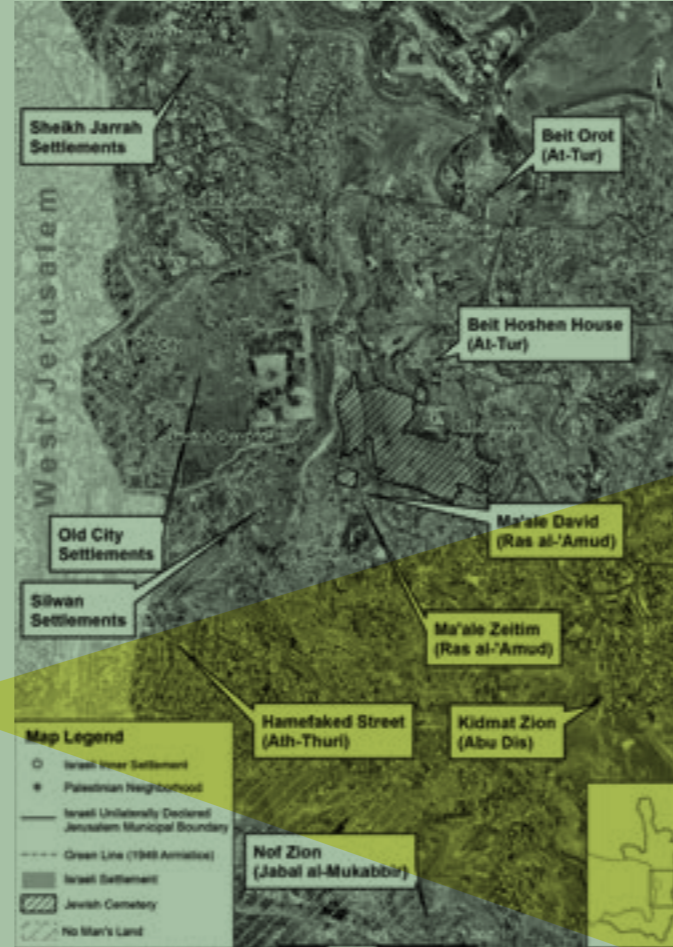 Sheikh Jarrah
Settlements
Beit Orot
(At-Tur)
West Jerusalem
Beit Hoshen House
(At-Tur)
Old City
Settlements
Ma'ale David
(Ras al-'Amud)
Silwan
Settlements
Ma'ale Zeitim
(Ras al-'Amud)
Hamefaked Street
(Ath-Thuri)
Kidmat Zion
(Abu Dis)
Nof Zion
(Jabal al-Mukabbir)
Map Legend
Israeli Inner Settlement
Palestinian Neighborhood
Israeli Unilaterally Declared
Jerusalem Municipal Boundary
Green Line (1949 Armistice)
Israeli Settlement
Jewish Cemetery
No Man's Land